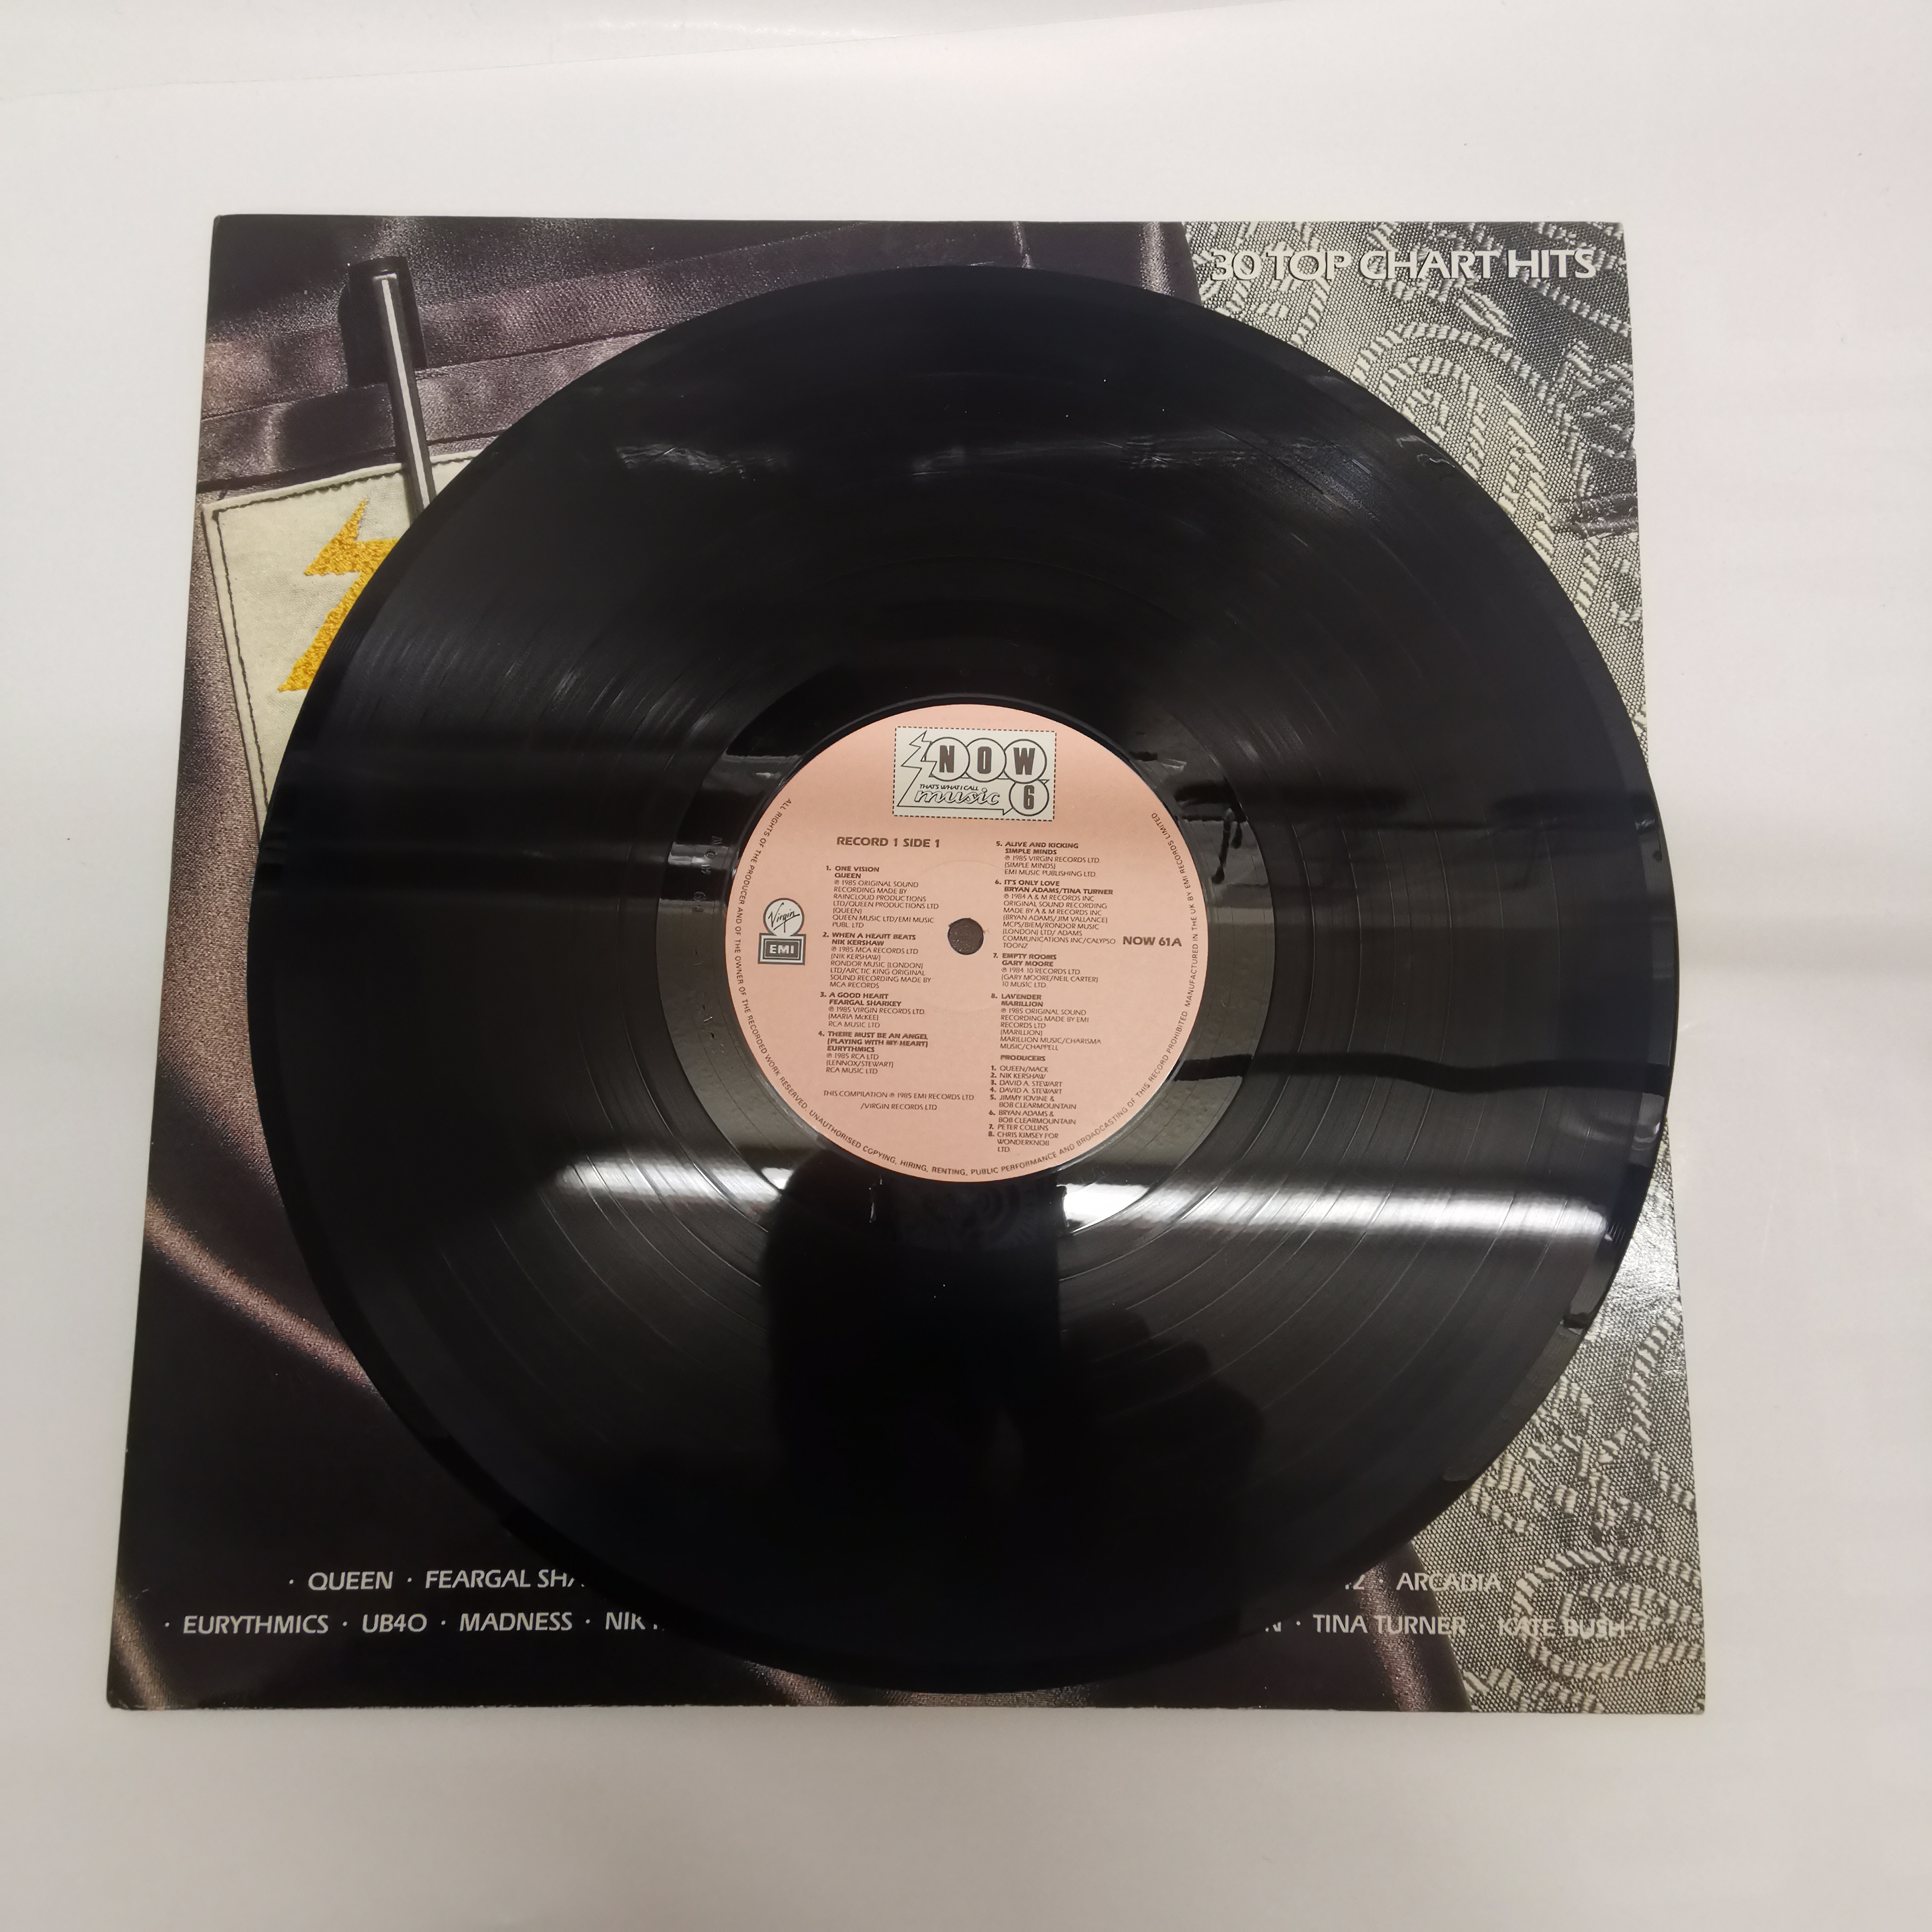 30 TOP CHART HITS
NOW
THAT'S WHAT I CALL
music 6
RECORD 1 SIDE 1
1. ONE VISION
QUEEN
℗ 1985 ORIGINAL SOUND
RECORDING MADE BY
RAINCLOUD PRODUCTIONS
LTD/QUEEN PRODUCTIONS LTD
(QUEEN)
QUEEN MUSIC LTD/EMI MUSIC
PUBL. LTD
2. WHEN A HEART BEATS
NIK KERSHAW
℗ 1985 MCA RECORDS LTD
(NIK KERSHAW)
RONDOR MUSIC (LONDON)
LTD/ARCTIC KING ORIGINAL
SOUND RECORDING MADE BY
MCA RECORDS
3. A GOOD HEART
FEARGAL SHARKEY
℗ 1985 VIRGIN RECORDS LTD.
(MARIA McKEE)
RCA MUSIC LTD
4. THERE MUST BE AN ANGEL
(PLAYING WITH MY HEART)
EURYTHMICS
℗ 1985 RCA LTD
(LENNOX/STEWART)
RCA MUSIC LTD
THIS COMPILATION ℗ 1985 EMI RECORDS LTD
/VIRGIN RECORDS LTD
5. ALIVE AND KICKING
SIMPLE MINDS
℗ 1985 VIRGIN RECORDS LTD.
(SIMPLE MINDS)
EMI MUSIC PUBLISHING LTD.
6. IT'S ONLY LOVE
BRYAN ADAMS/TINA TURNER
℗ 1984 A & M RECORDS INC
ORIGINAL SOUND RECORDING
MADE BY A & M RECORDS INC
(BRYAN ADAMS/JIM VALLANCE)
MCPS/BIEM/RONDOR MUSIC
(LONDON) LTD/ ADAMS
COMMUNICATIONS INC/CALYPSO
TOONZ
7. EMPTY ROOMS
GARY MOORE
℗ 1984 10 RECORDS LTD
(GARY MOORE/NEIL CARTER)
10 MUSIC LTD.
8. LAVENDER
MARILLION
℗ 1985 ORIGINAL SOUND
RECORDING MADE BY EMI
RECORDS LTD
(MARILLION)
MARILLION MUSIC/CHARISMA
MUSIC/CHAPPELL
PRODUCERS
1. QUEEN/MACK
2. NIK KERSHAW
3. DAVID A. STEWART
4. DAVID A. STEWART
5. JIMMY IOVINE &
BOB CLEARMOUNTAIN
6. BRYAN ADAMS &
BOB CLEARMOUNTAIN
7. PETER COLLINS
8. CHRIS KIMSEY FOR
WONDERKNOB
LTD.
Virgin
EMI
NOW 61A
ALL RIGHTS OF THE PRODUCER AND OF THE OWNER OF THE RECORDED WORK RESERVED. UNAUTHORISED COPYING, HIRING, RENTING, PUBLIC PERFORMANCE AND BROADCASTING OF THIS RECORD PROHIBITED. MANUFACTURED IN THE UK BY EMI RECORDS LIMITED
· QUEEN · FEARGAL · ARCADIA
· EURYTHMICS · UB40 · MADNESS · NIK · TINA TURNER · KATE BUSH